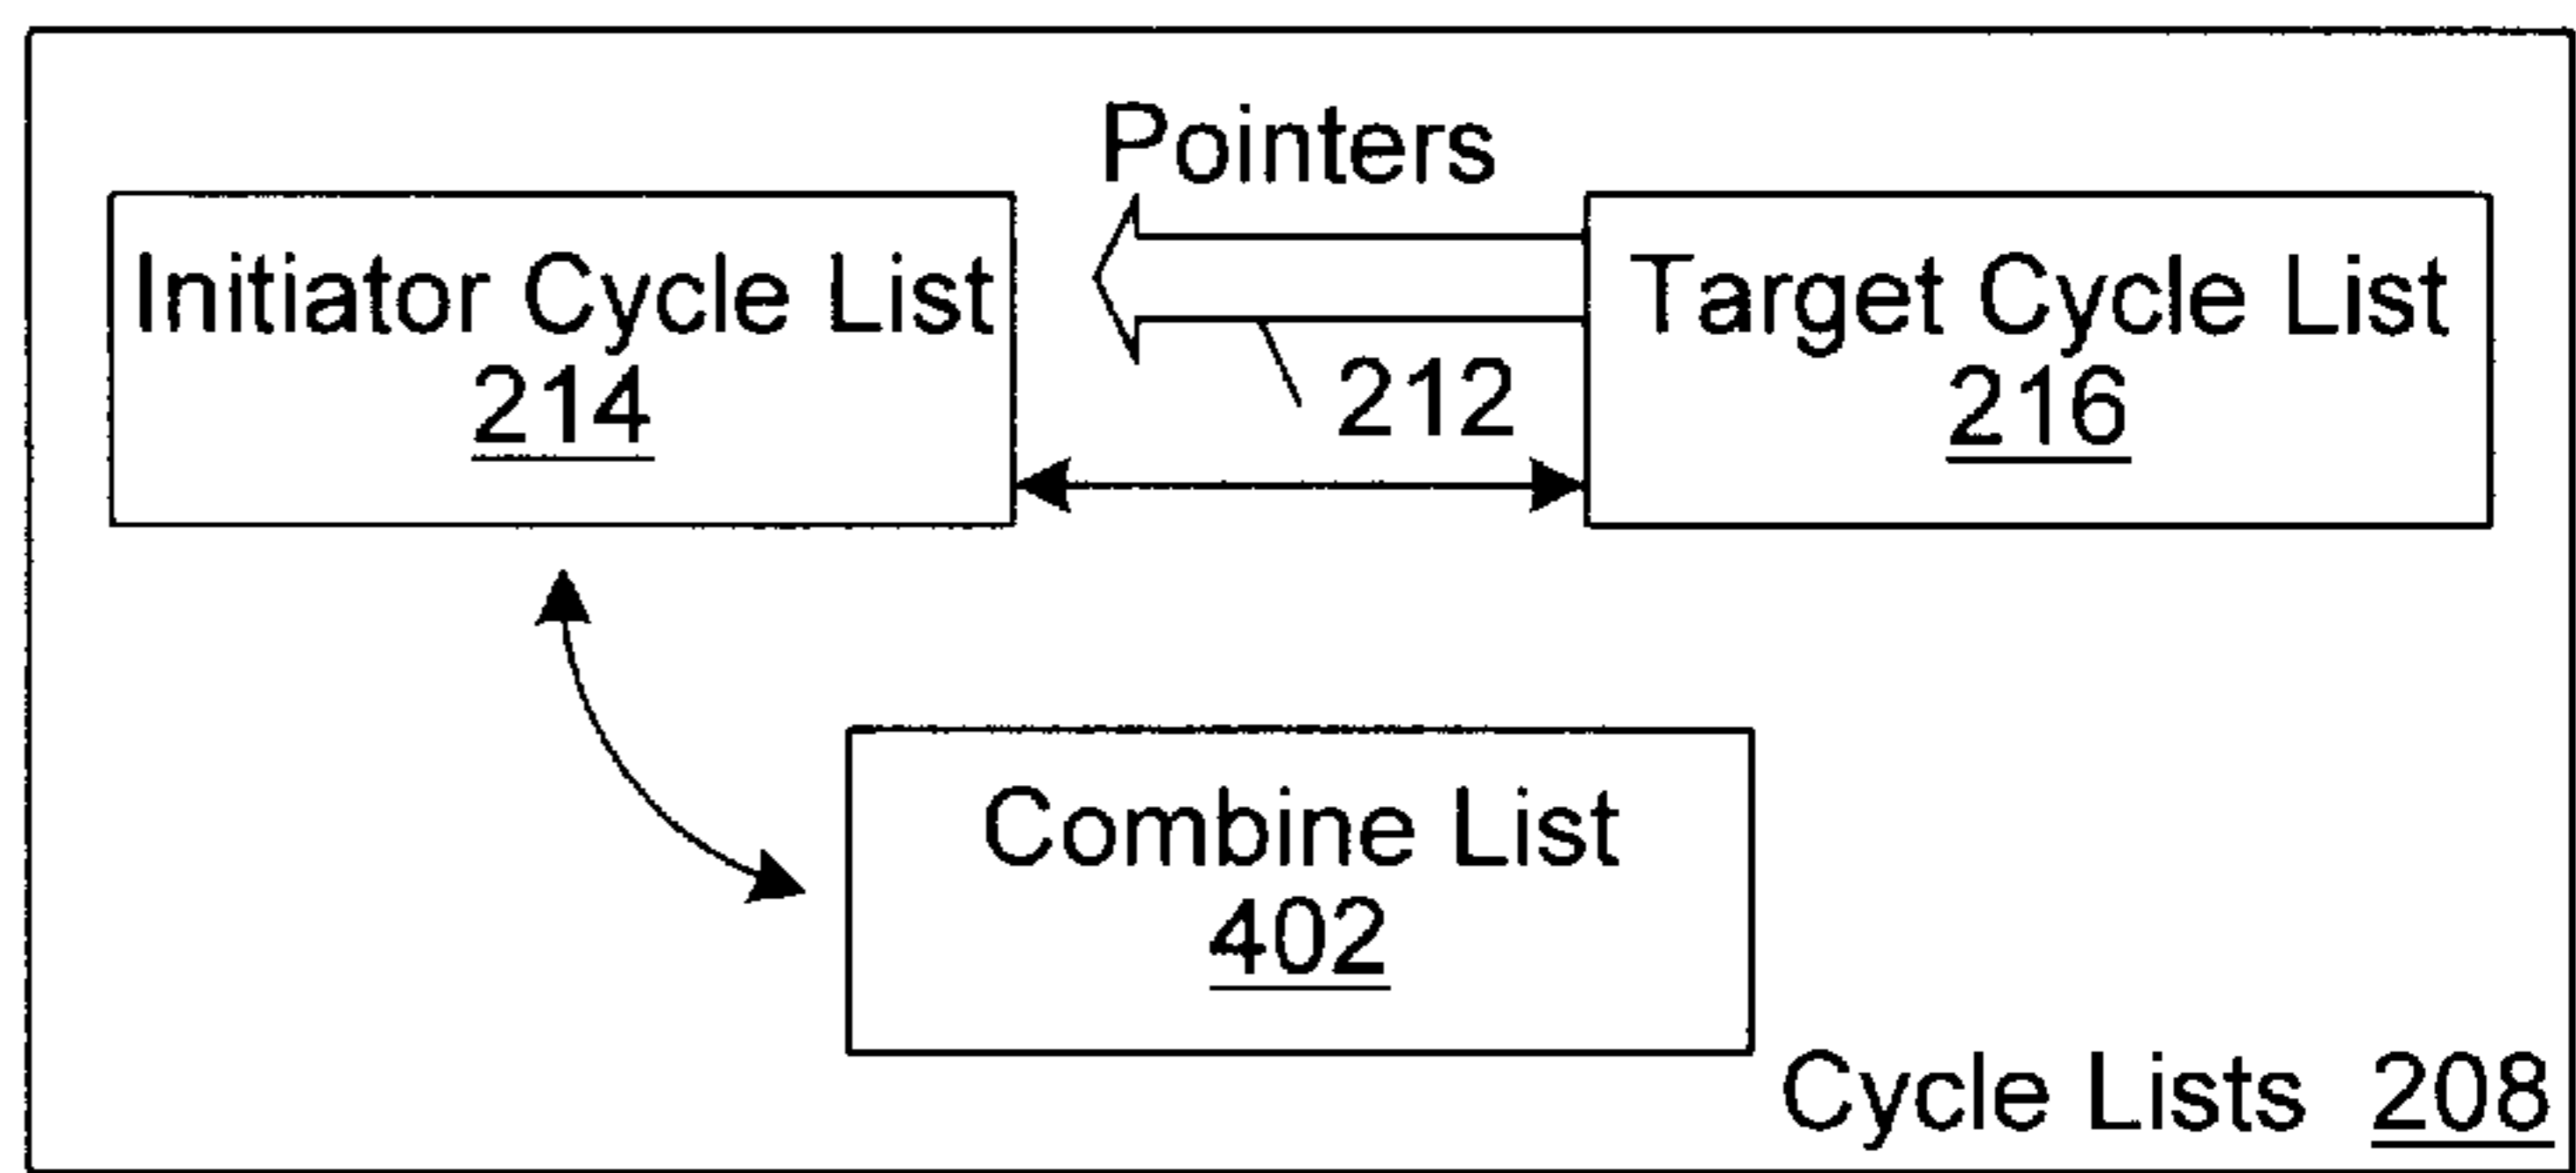 Pointers
Initiator Cycle List
214
212
Target Cycle List
216
Combine List
402
Cycle Lists 208